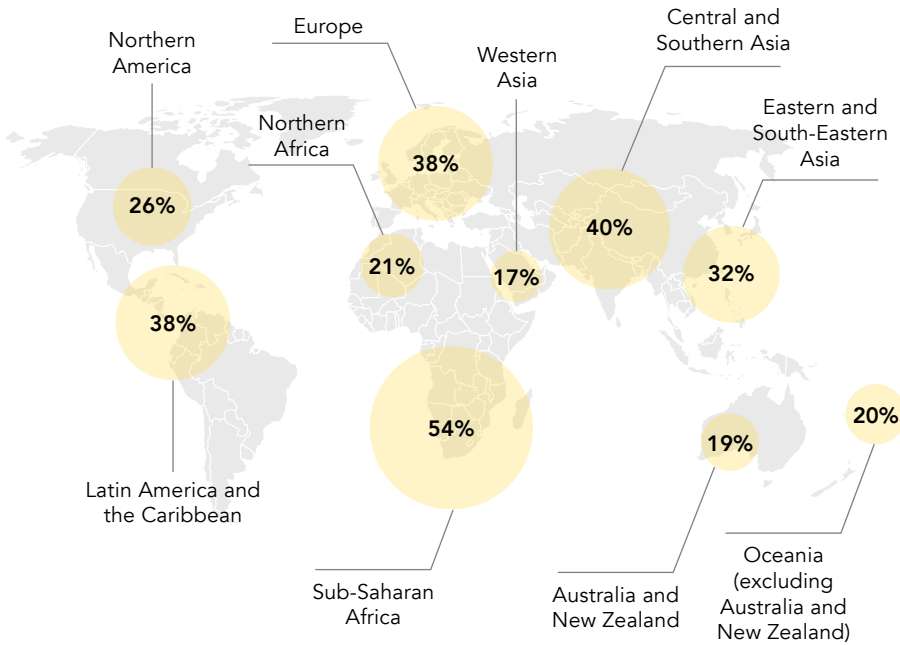 Northern
America
26%
Europe
38%
Western
Asia
17%
Central and
Southern Asia
40%
Northern
Africa
21%
Eastern and
South-Eastern
Asia
32%
38%
Latin America and
the Caribbean
54%
Sub-Saharan
Africa
19%
Australia and
New Zealand
20%
Oceania
(excluding
Australia and
New Zealand)